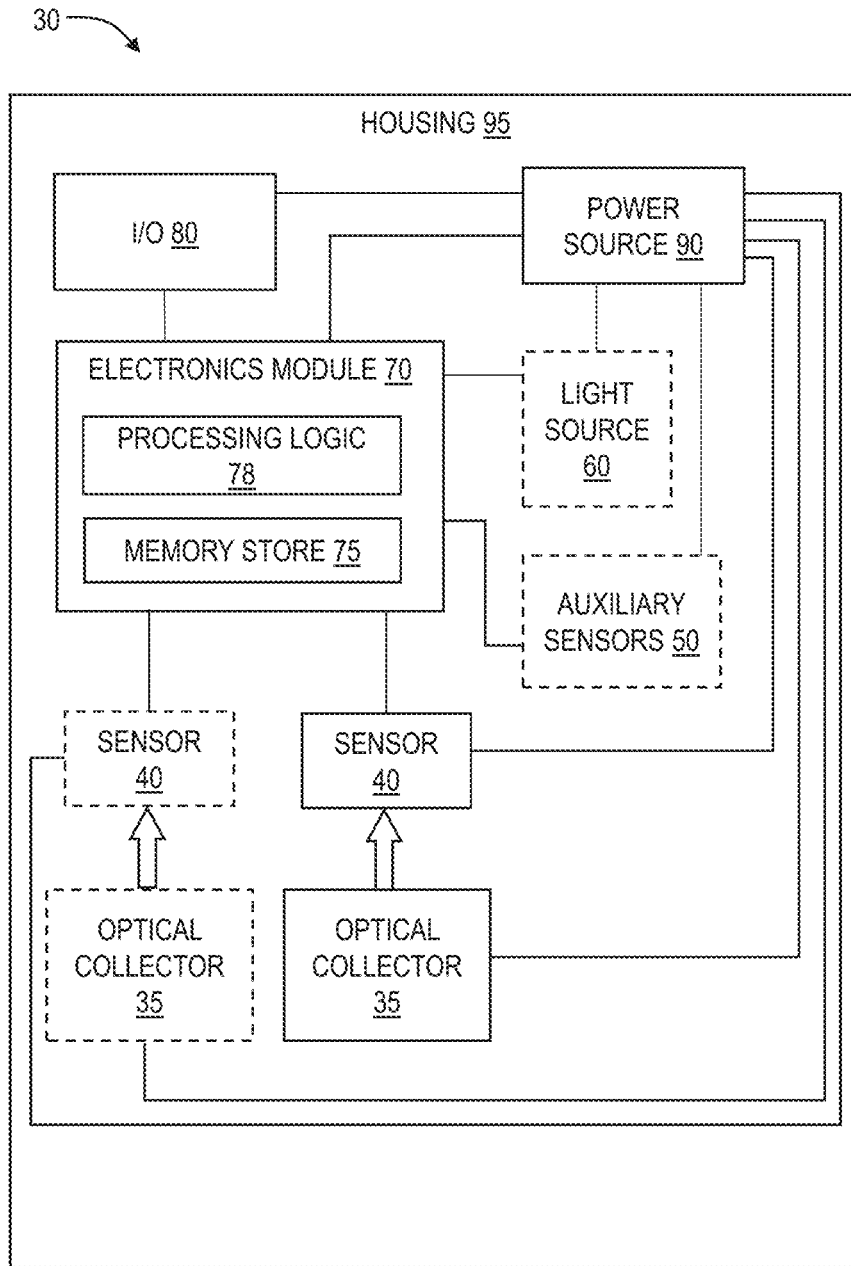 30
HOUSING 95
I/O 80
POWER
SOURCE 90
ELECTRONICS MODULE 70
PROCESSING LOGIC
78
MEMORY STORE 75
LIGHT
SOURCE
60
AUXILIARY
SENSORS 50
SENSOR
40
SENSOR
40
OPTICAL
COLLECTOR
35
OPTICAL
COLLECTOR
35